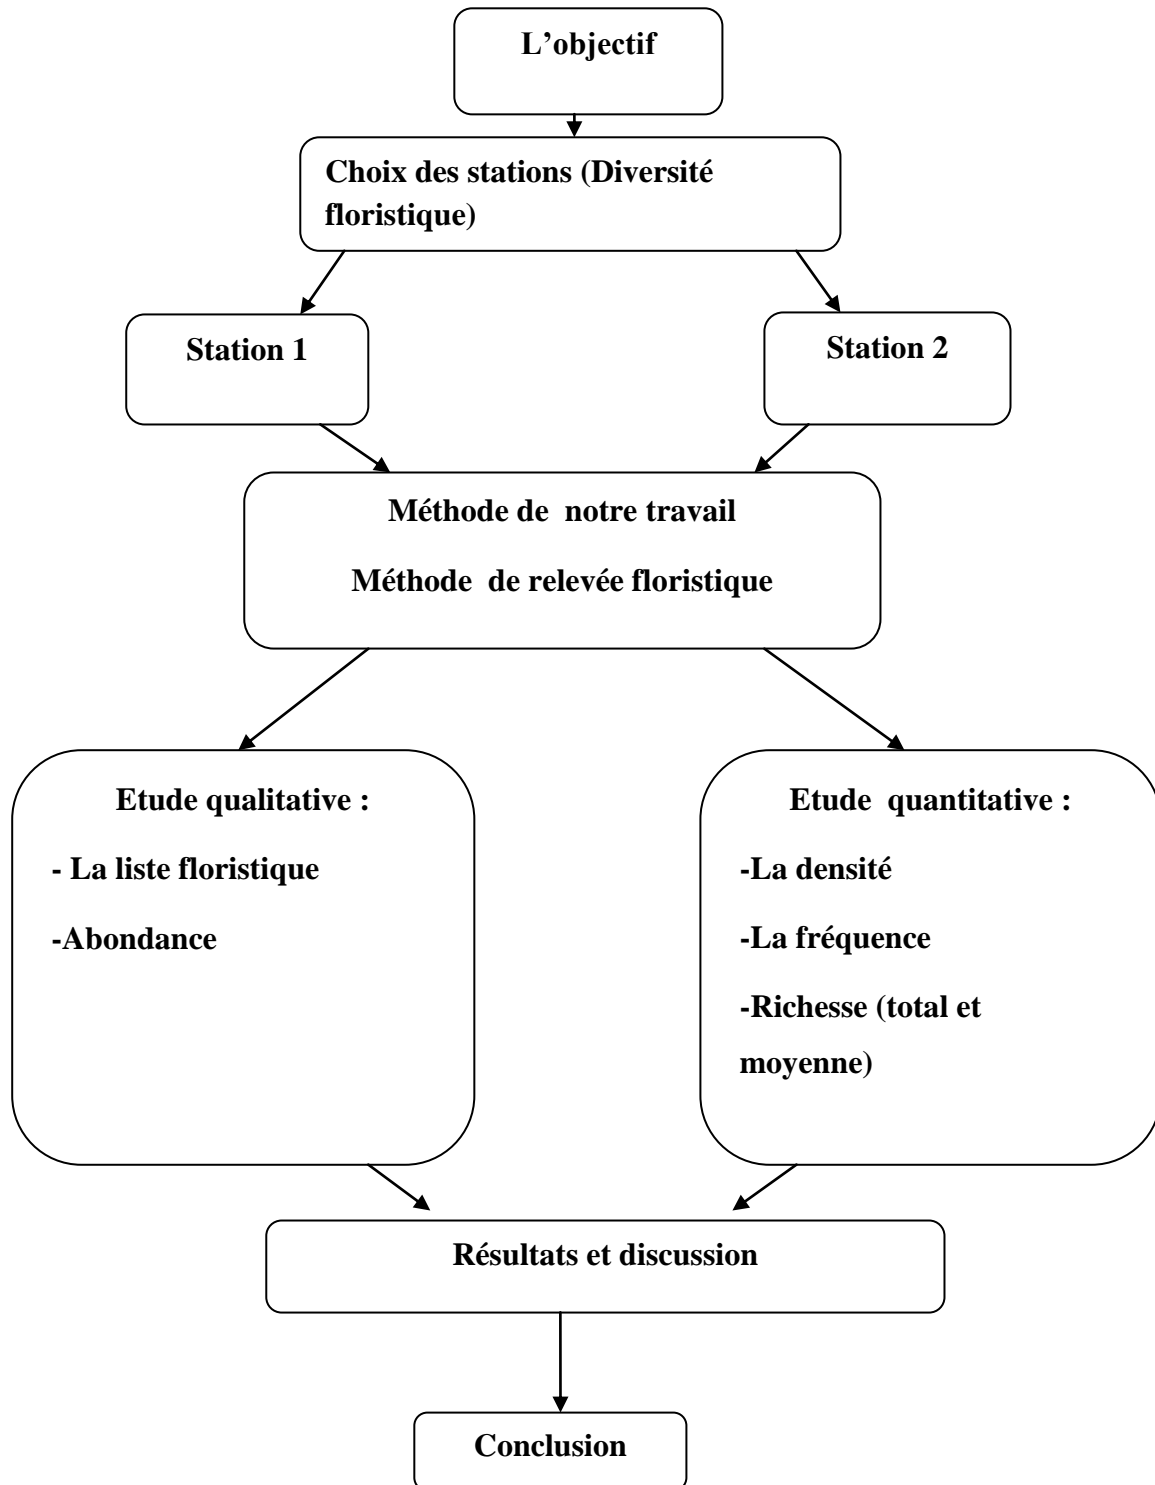 L’objectif
Choix des stations (Diversité
floristique)
Station 1
Station 2
Méthode de  notre travail
Méthode  de relevée floristique
Etude qualitative :
- La liste floristique
-Abondance
Etude  quantitative :
-La densité
-La fréquence
-Richesse (total et
moyenne)
Résultats et discussion
Conclusion